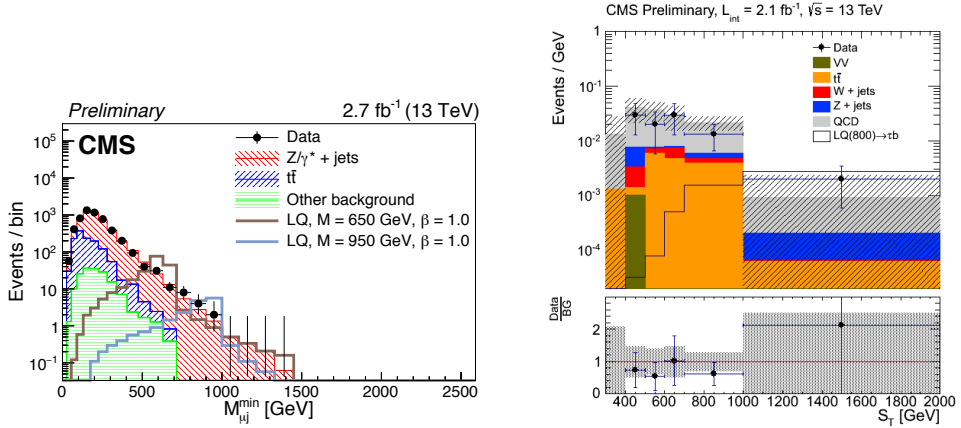 Preliminary 2.7 fb⁻¹ (13 TeV)
CMS
Data
Z/γ* + jets
tt̅
Other background
LQ, M = 650 GeV, β = 1.0
LQ, M = 950 GeV, β = 1.0
Events / bin
10⁵
10⁴
10³
10²
10
1
10⁻¹
0 500 1000 1500 2000 2500
M_μj^min [GeV]
CMS Preliminary, L_int = 2.1 fb⁻¹, √s = 13 TeV
Data
VV
tt̅
W + jets
Z + jets
QCD
LQ(800)→τb
Events / GeV
1
10⁻¹
10⁻²
10⁻³
10⁻⁴
Data
BG
2
1
0
400 600 800 1000 1200 1400 1600 1800 2000
S_T [GeV]